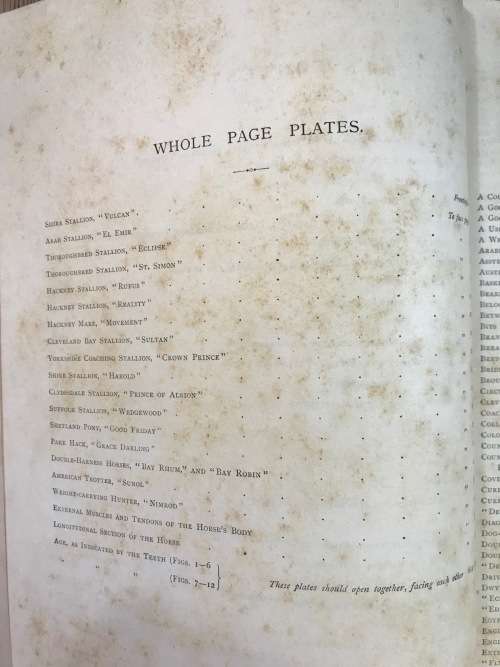 WHOLE PAGE PLATES.
SHIRE STALLION, "VULCAN"
ARAB STALLION, "EL EMIR" To face
THOROUGHBRED STALLION, "ECLIPSE" "
THOROUGHBRED STALLION, "ST. SIMON"
HACKNEY STALLION, "RUFUS"
HACKNEY STALLION, "REALITY"
HACKNEY MARE, "MOVEMENT"
CLEVELAND BAY STALLION, "SULTAN"
YORKSHIRE COACHING STALLION, "CROWN PRINCE"
SHIRE STALLION, "HAROLD"
CLYDESDALE STALLION, "PRINCE OF ALBION"
SUFFOLK STALLION, "WEDGEWOOD"
SHETLAND PONY, "GOOD FRIDAY"
PARK HACK, "GRACE DARLING"
DOUBLE-HARNESS HORSES, "BAY RHUM," AND "BAY ROBIN"
AMERICAN TROTTER, "SUNOL"
WEIGHT-CARRYING HUNTER, "NIMROD"
EXTERNAL MUSCLES AND TENDONS OF THE HORSE'S BODY
LONGITUDINAL SECTION OF THE HORSE
AGE, AS INDICATED BY THE TEETH (FIGS. 1—6
" " " (FIGS. 7—12) These plates should open together, facing each other